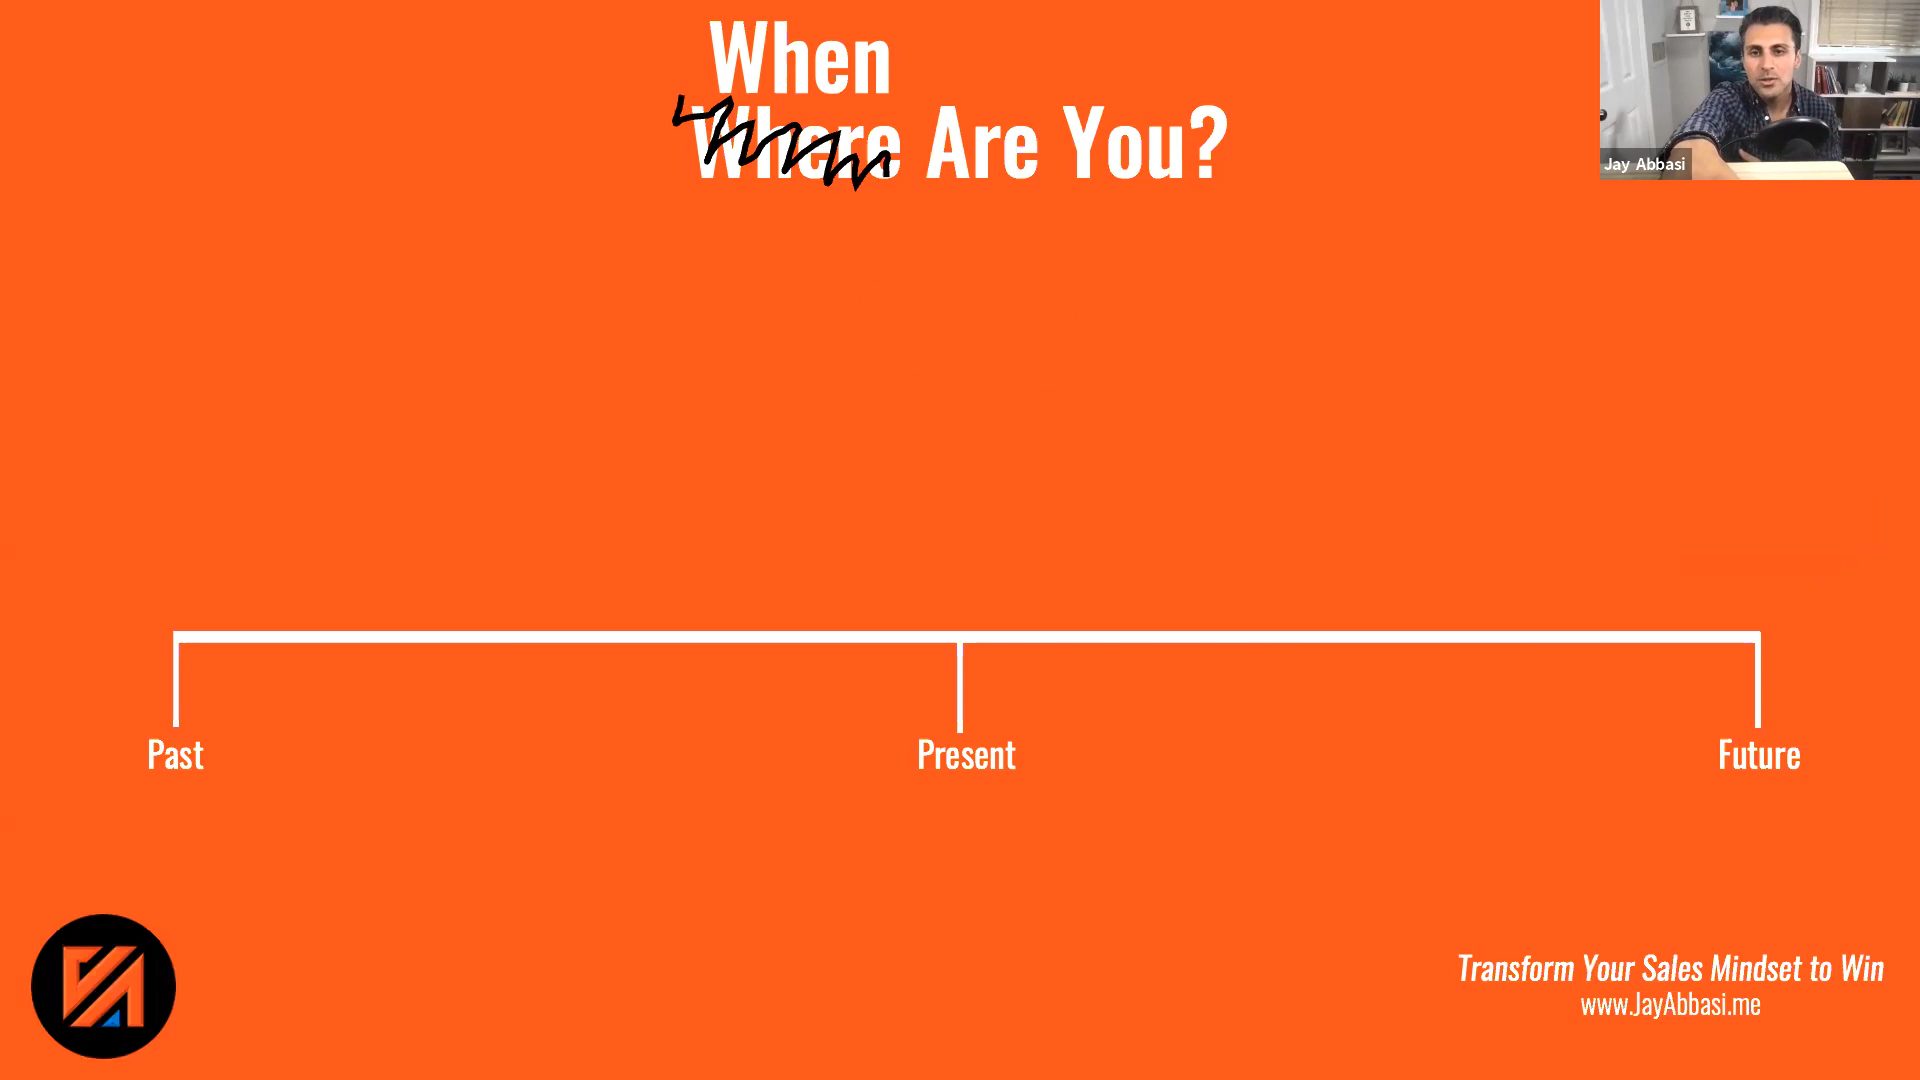 When
Where Are You?
Jay Abbasi
Past
Present
Future
Transform Your Sales Mindset to Win
www.JayAbbasi.me